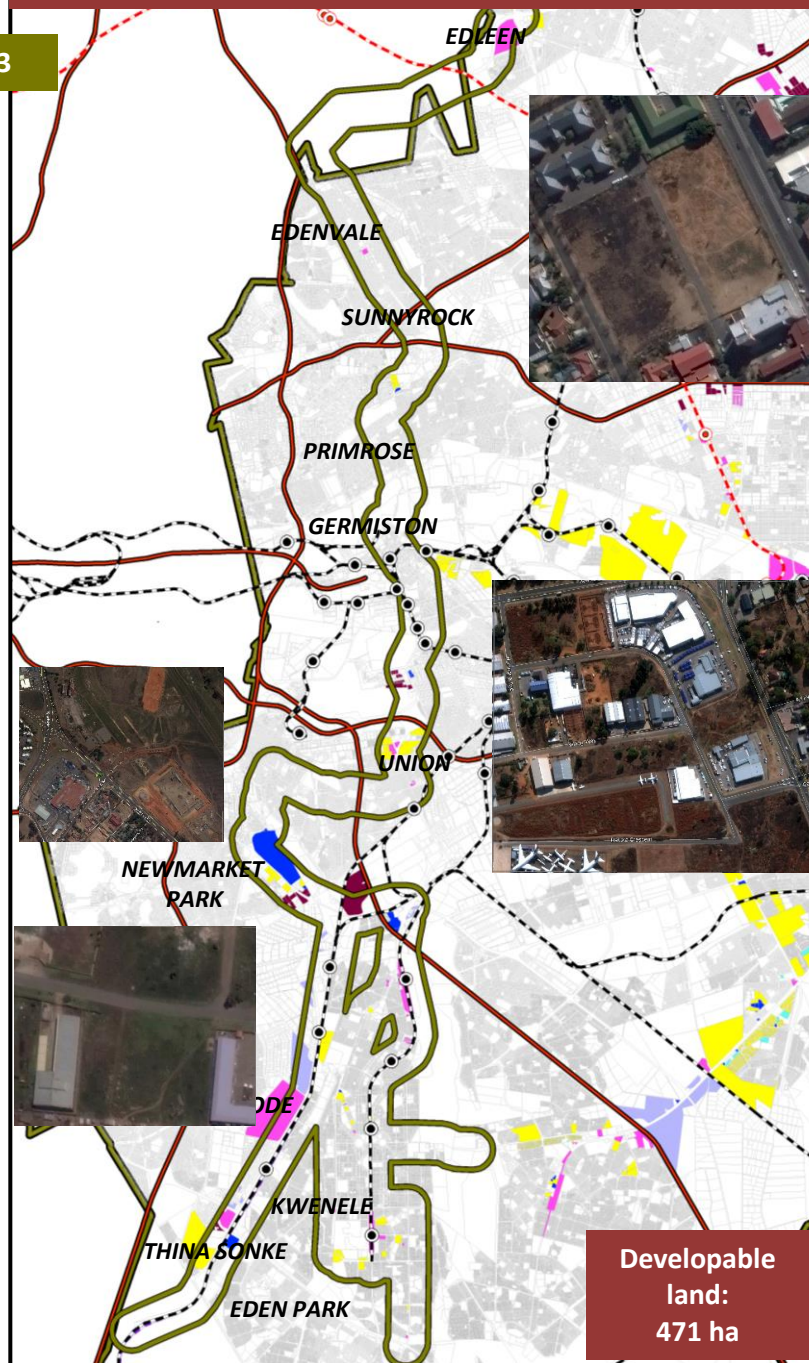 3
EDLEEN
EDENVALE
SUNNYROCK
PRIMROSE
GERMISTON
UNION
NEWMARKET
PARK
ODE
KWENELE
THINA SONKE
EDEN PARK
Developable
land:
471 ha